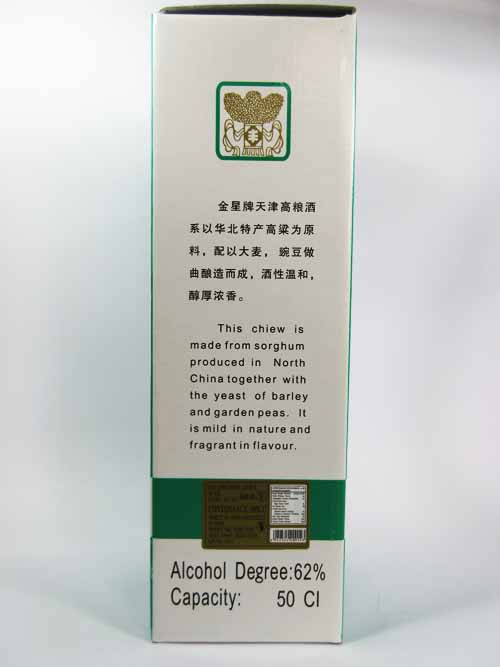 金星牌天津高粮酒
系以华北特产高粱为原
料，配以大麦，豌豆做
曲酿造而成，酒性温和，
醇厚浓香。
This chiew is
made from sorghum
produced in North
China together with
the yeast of barley
and garden peas. It
is mild in nature and
fragrant in flavour.
Alcohol Degree:62%
Capacity: 50 Cl